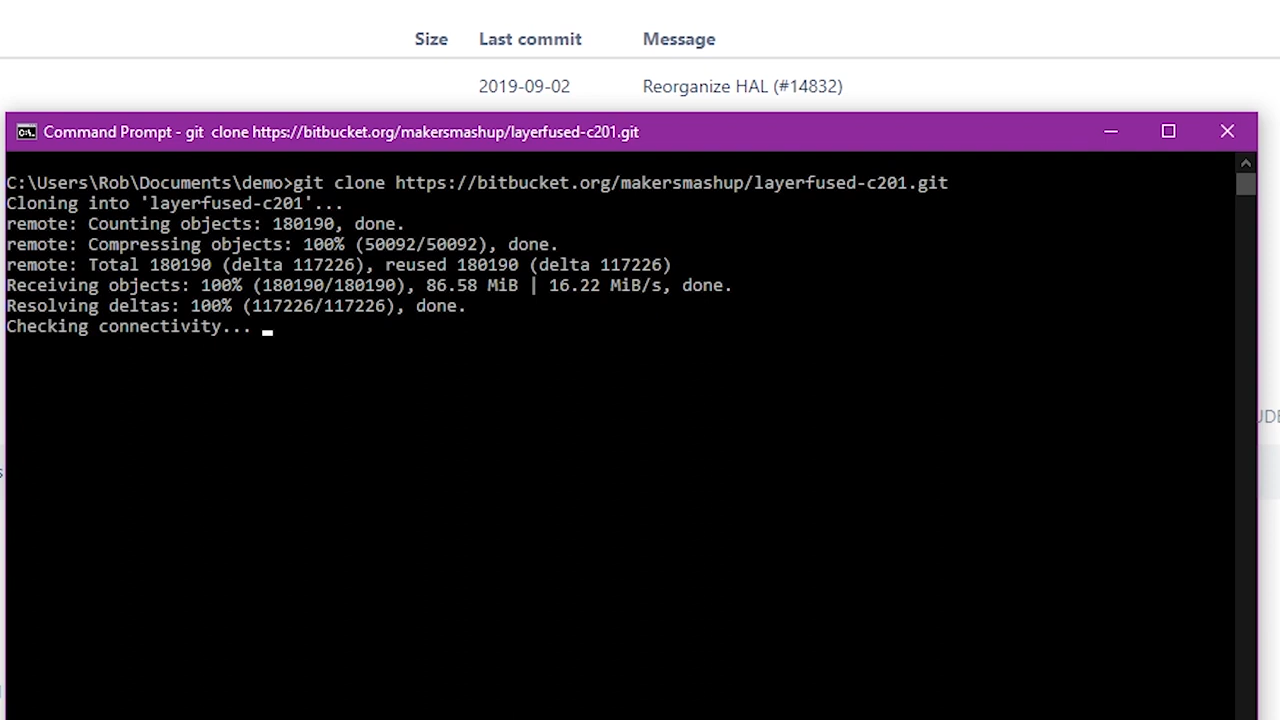 Size Last commit Message
2019-09-02 Reorganize HAL (#14832)
Command Prompt - git  clone https://bitbucket.org/makersmashup/layerfused-c201.git
C:\Users\Rob\Documents\demo>git clone https://bitbucket.org/makersmashup/layerfused-c201.git
Cloning into 'layerfused-c201'...
remote: Counting objects: 180190, done.
remote: Compressing objects: 100% (50092/50092), done.
remote: Total 180190 (delta 117226), reused 180190 (delta 117226)
Receiving objects: 100% (180190/180190), 86.58 MiB | 16.22 MiB/s, done.
Resolving deltas: 100% (117226/117226), done.
Checking connectivity...